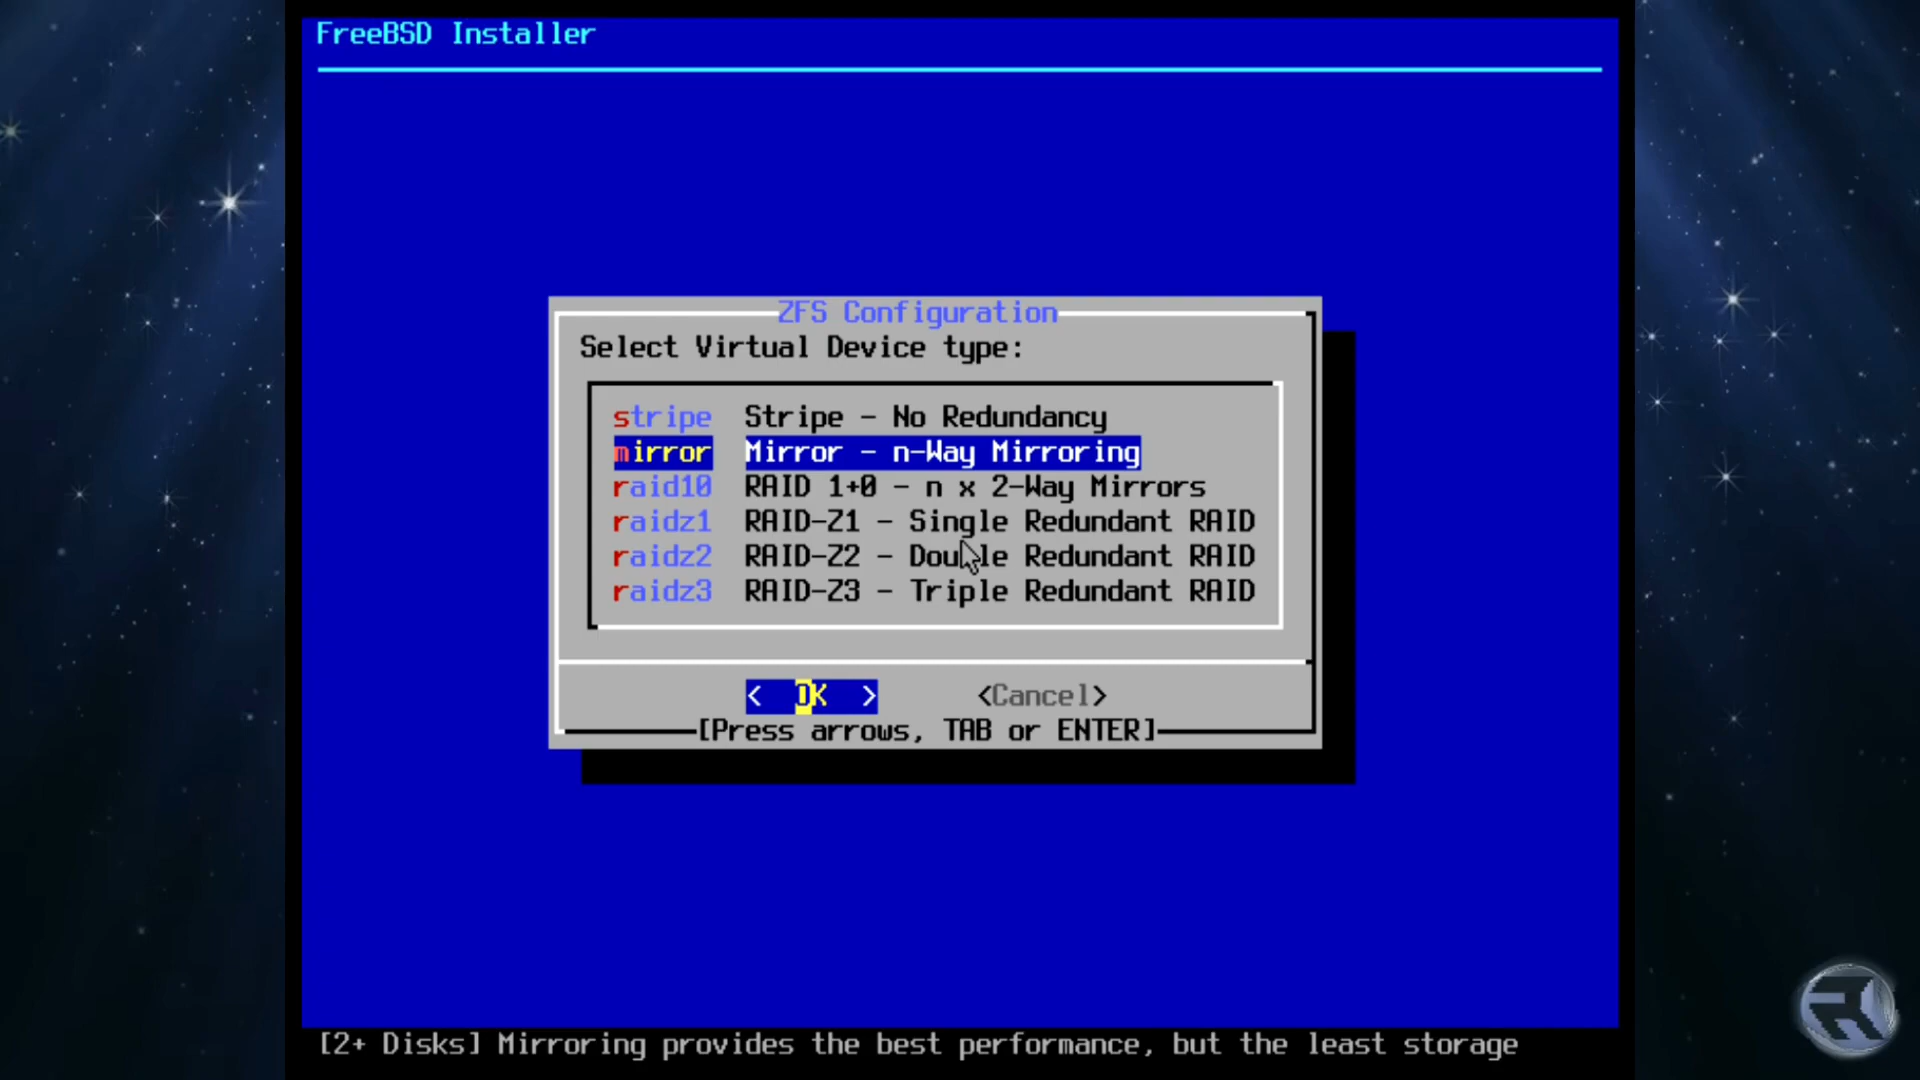 FreeBSD Installer
ZFS Configuration
Select Virtual Device type:
stripe Stripe - No Redundancy
mirror Mirror - n-Way Mirroring
raid10 RAID 1+0 - n x 2-Way Mirrors
raidz1 RAID-Z1 - Single Redundant RAID
raidz2 RAID-Z2 - Double Redundant RAID
raidz3 RAID-Z3 - Triple Redundant RAID
< OK > <Cancel>
[Press arrows, TAB or ENTER]
[2+ Disks] Mirroring provides the best performance, but the least storage